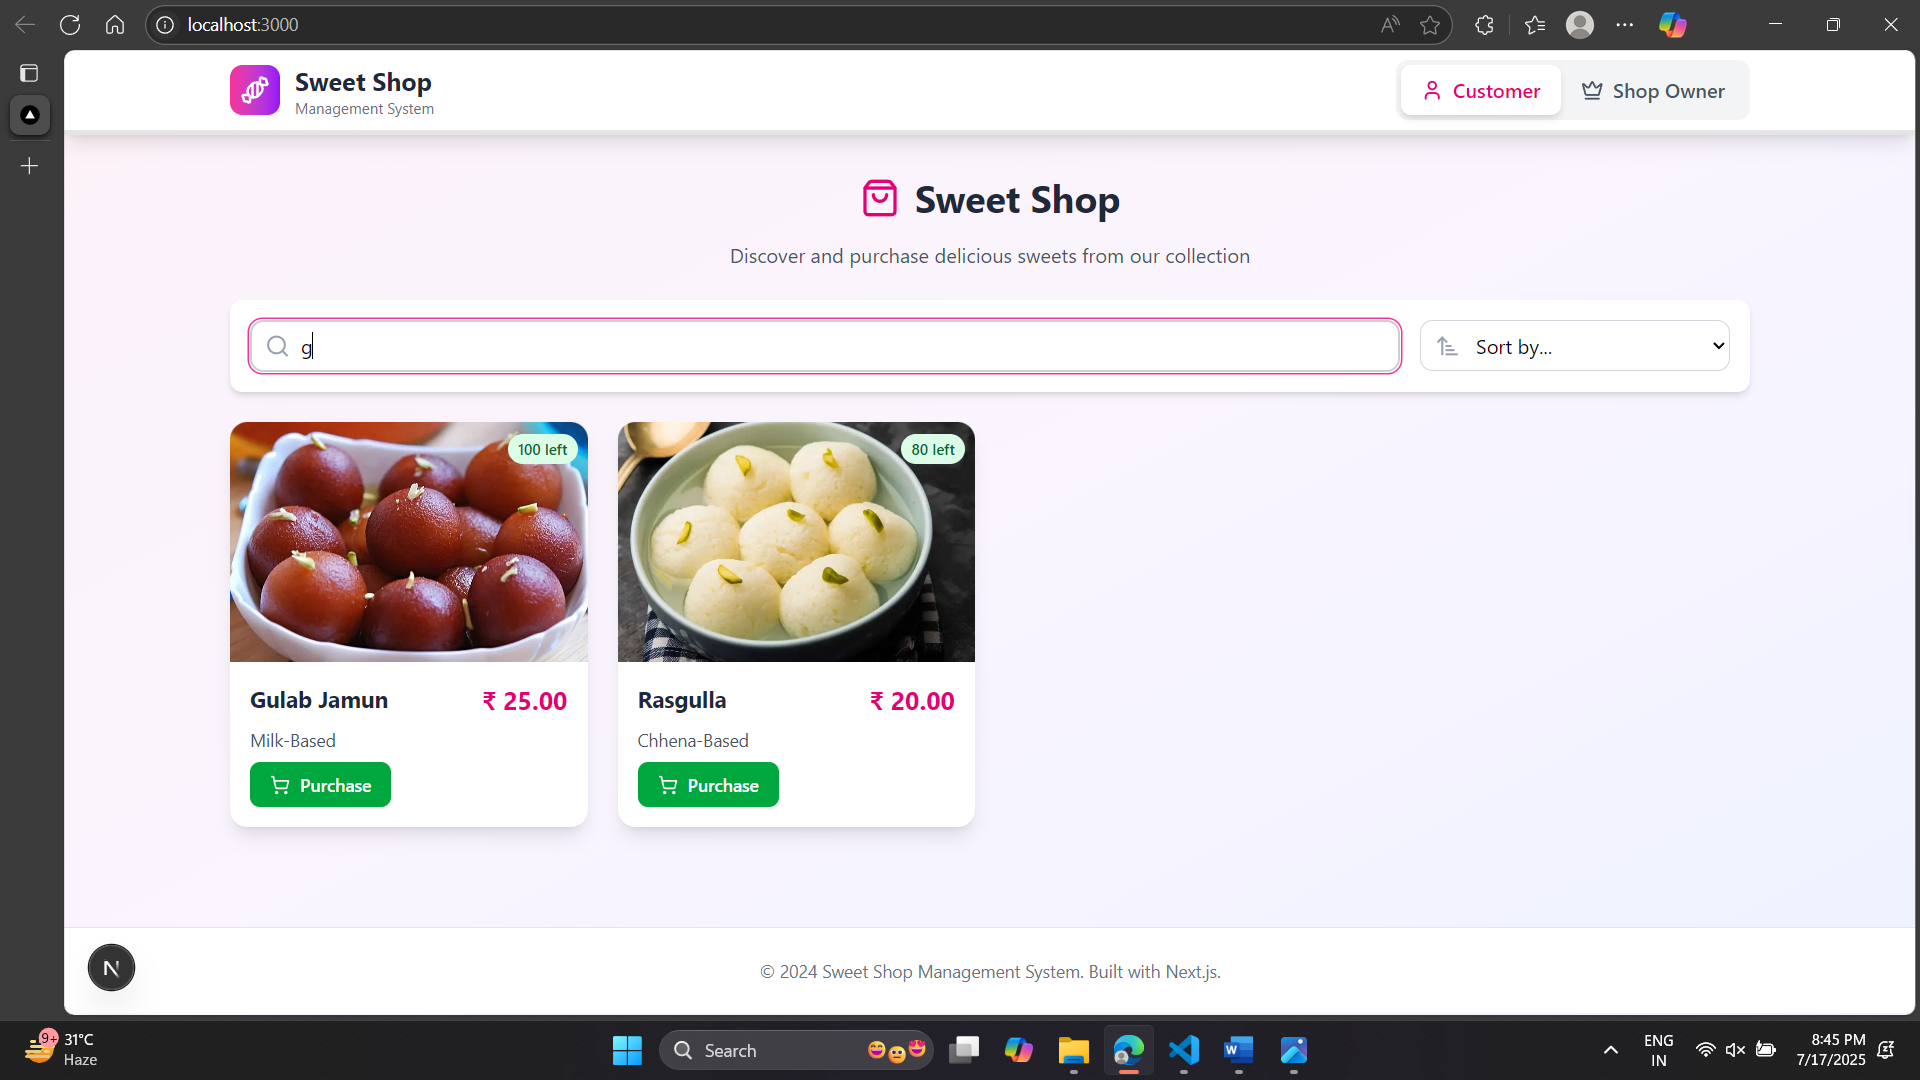 localhost:3000
Sweet Shop
Management System
Customer
Shop Owner
Sweet Shop
Discover and purchase delicious sweets from our collection
g
Sort by...
100 left
80 left
Gulab Jamun
₹ 25.00
Rasgulla
₹ 20.00
Milk-Based
Chhena-Based
Purchase
Purchase
N
© 2024 Sweet Shop Management System. Built with Next.js.
9+
31°C
Haze
Search
W
ENG
IN
8:45 PM
7/17/2025